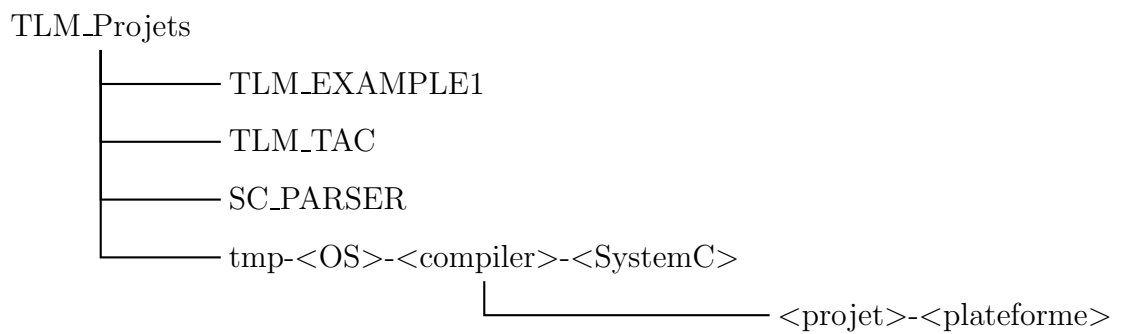 TLM_Projets
TLM_EXAMPLE1
TLM_TAC
SC_PARSER
tmp-<OS>-<compiler>-<SystemC>
<projet>-<plateforme>